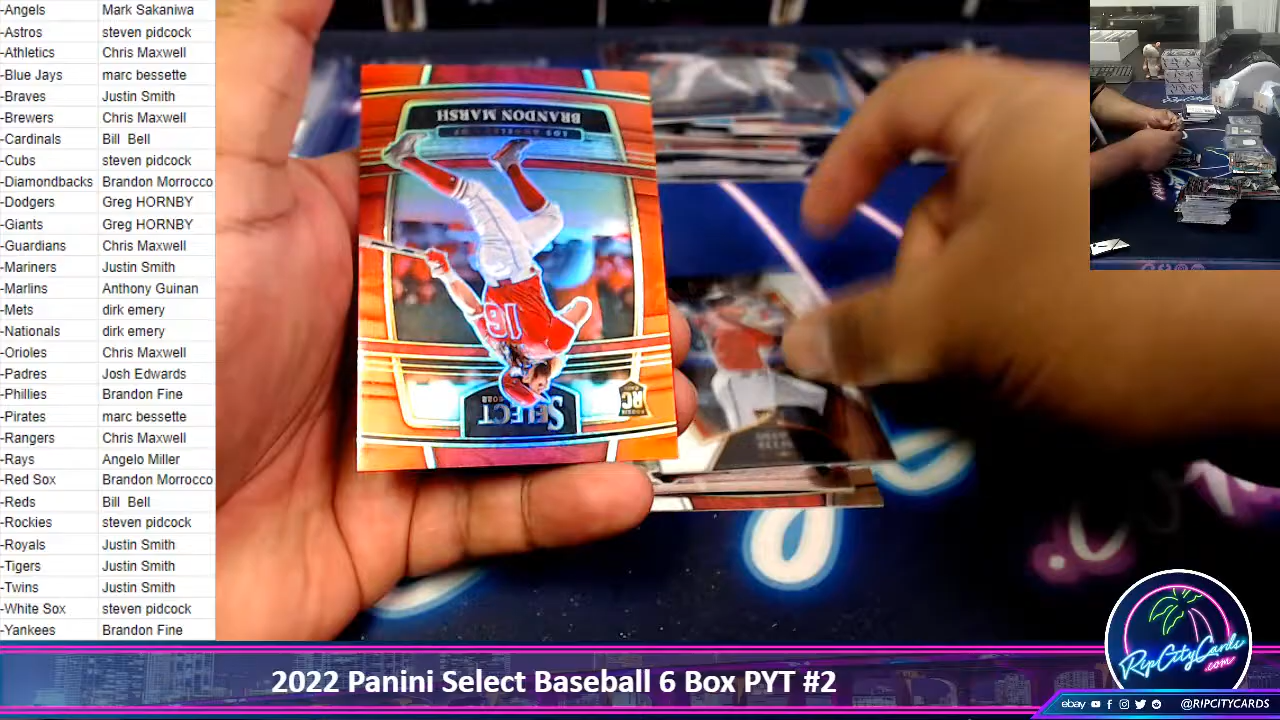 -Angels Mark Sakaniwa
-Astros steven pidcock
-Athletics Chris Maxwell
-Blue Jays marc bessette
-Braves Justin Smith
-Brewers Chris Maxwell
-Cardinals Bill Bell
-Cubs steven pidcock
-Diamondbacks Brandon Morrocco
-Dodgers Greg HORNBY
-Giants Greg HORNBY
-Guardians Chris Maxwell
-Mariners Justin Smith
-Marlins Anthony Guinan
-Mets dirk emery
-Nationals dirk emery
-Orioles Chris Maxwell
-Padres Josh Edwards
-Phillies Brandon Fine
-Pirates marc bessette
-Rangers Chris Maxwell
-Rays Angelo Miller
-Red Sox Brandon Morrocco
-Reds Bill Bell
-Rockies steven pidcock
-Royals Justin Smith
-Tigers Justin Smith
-Twins Justin Smith
-White Sox steven pidcock
-Yankees Brandon Fine
BRANDON MARSH
16
RC
SELECT
2022
RipCityCards
.com
2022 Panini Select Baseball 6 Box PYT #2
ebay @RIPCITYCARDS